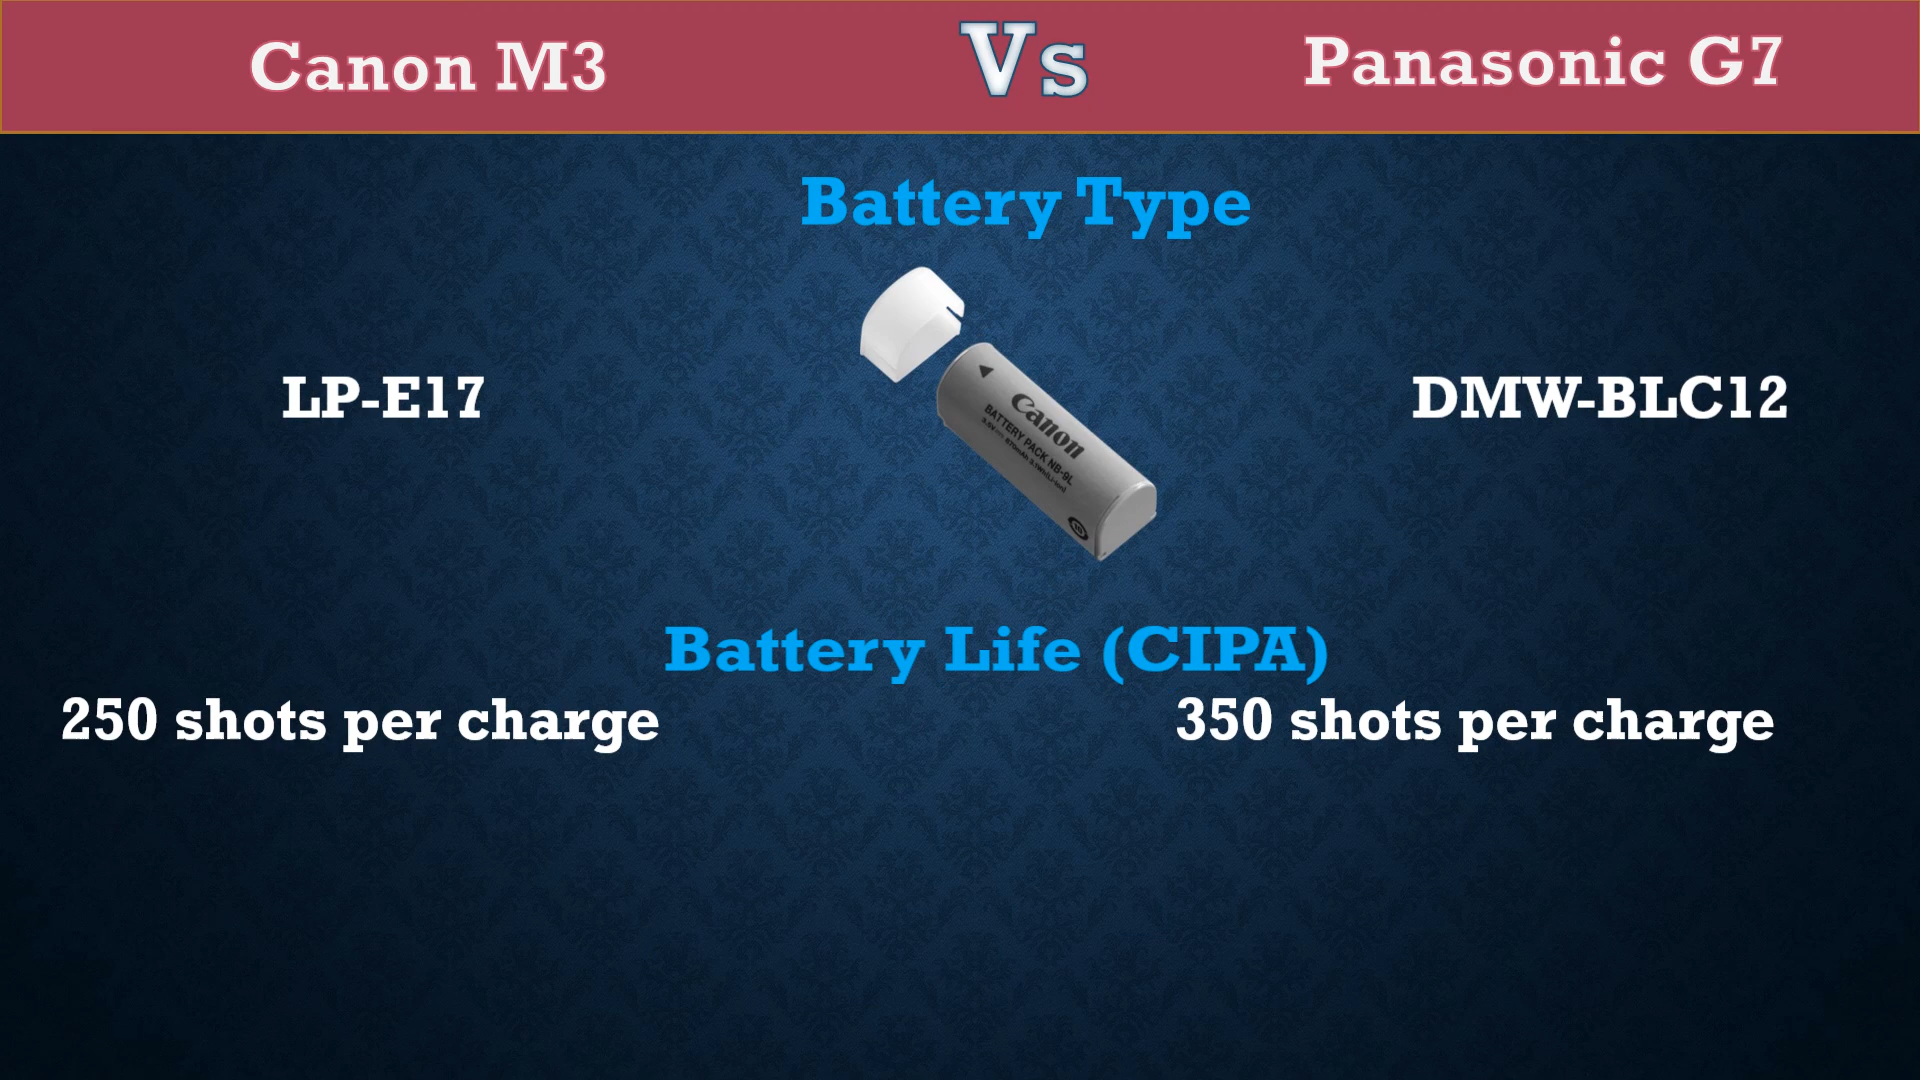 Canon M3
Vs
Panasonic G7
Battery Type
LP-E17
DMW-BLC12
Canon
BATTERY PACK NB-9L
Battery Life (CIPA)
250 shots per charge
350 shots per charge